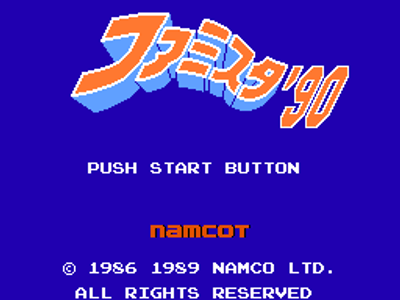 ファミスタ'90
PUSH START BUTTON
namcot
© 1986 1989 NAMCO LTD.
ALL RIGHTS RESERVED